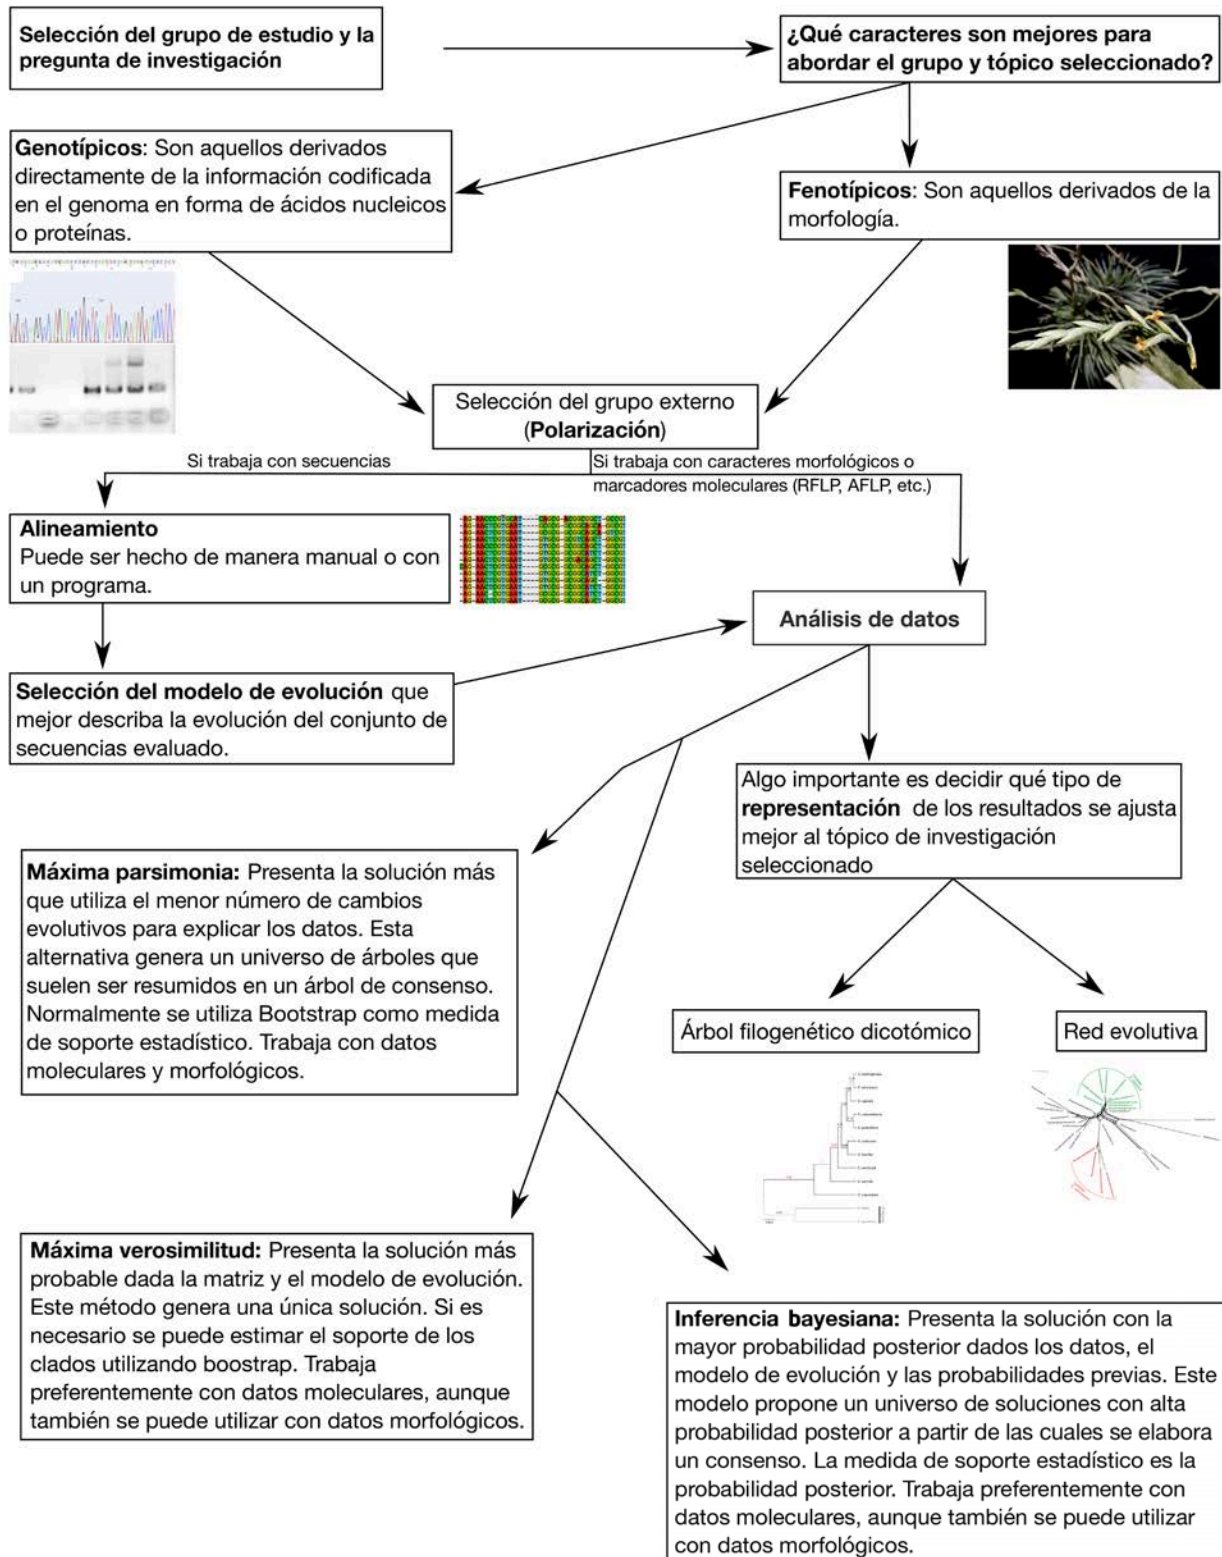 Selección del grupo de estudio y la
pregunta de investigación
¿Qué caracteres son mejores para
abordar el grupo y tópico seleccionado?
Genotípicos: Son aquellos derivados
directamente de la información codificada
en el genoma en forma de ácidos nucleicos
o proteínas.
Fenotípicos: Son aquellos derivados de la
morfología.
Selección del grupo externo
(Polarización)
Si trabaja con secuencias
Si trabaja con caracteres morfológicos o
marcadores moleculares (RFLP, AFLP, etc.)
Alineamiento
Puede ser hecho de manera manual o con
un programa.
Análisis de datos
Selección del modelo de evolución que
mejor describa la evolución del conjunto de
secuencias evaluado.
Algo importante es decidir qué tipo de
representación de los resultados se ajusta
mejor al tópico de investigación
seleccionado
Máxima parsimonia: Presenta la solución más
que utiliza el menor número de cambios
evolutivos para explicar los datos. Esta
alternativa genera un universo de árboles que
suelen ser resumidos en un árbol de consenso.
Normalmente se utiliza Bootstrap como medida
de soporte estadístico. Trabaja con datos
moleculares y morfológicos.
Árbol filogenético dicotómico
Red evolutiva
Máxima verosimilitud: Presenta la solución más
probable dada la matriz y el modelo de evolución.
Este método genera una única solución. Si es
necesario se puede estimar el soporte de los
clados utilizando boostrap. Trabaja
preferentemente con datos moleculares, aunque
también se puede utilizar con datos morfológicos.
Inferencia bayesiana: Presenta la solución con la
mayor probabilidad posterior dados los datos, el
modelo de evolución y las probabilidades previas. Este
modelo propone un universo de soluciones con alta
probabilidad posterior a partir de las cuales se elabora
un consenso. La medida de soporte estadístico es la
probabilidad posterior. Trabaja preferentemente con
datos moleculares, aunque también se puede utilizar
con datos morfológicos.